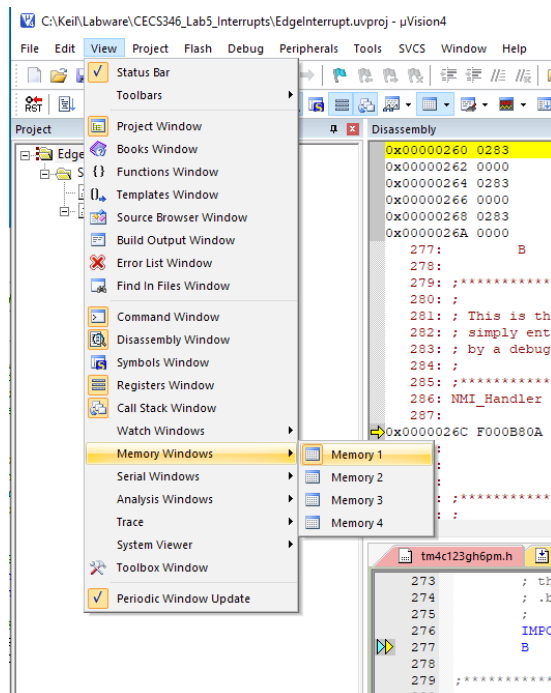 C:\Keil\Labware\CECS346_Lab5_Interrupts\EdgeInterrupt.uvproj - µVision4
File Edit View Project Flash Debug Peripherals Tools SVCS Window Help
RST
Project
Status Bar
Toolbars
Project Window
Books Window
{} Functions Window
Templates Window
Source Browser Window
Build Output Window
Error List Window
Find In Files Window
Command Window
Disassembly Window
Symbols Window
Registers Window
Call Stack Window
Watch Windows
Memory Windows
Serial Windows
Analysis Windows
Trace
System Viewer
Toolbox Window
Periodic Window Update
Memory 1
Memory 2
Memory 3
Memory 4
Edge
S
Disassembly
0x00000260 0283
0x00000262 0000
0x00000264 0283
0x00000266 0000
0x00000268 0283
0x0000026A 0000
277: B
278:
279: ;***********
280: ;
281: ; This is th
282: ; simply ent
283: ; by a debug
284: ;
285: ;***********
286: NMI_Handler
287:
0x0000026C F000B80A
;***********
: ;
tm4c123gh6pm.h
273 ; th
274 ; .b
275 ;
276 IMPO
277 B
278
279 ;***********